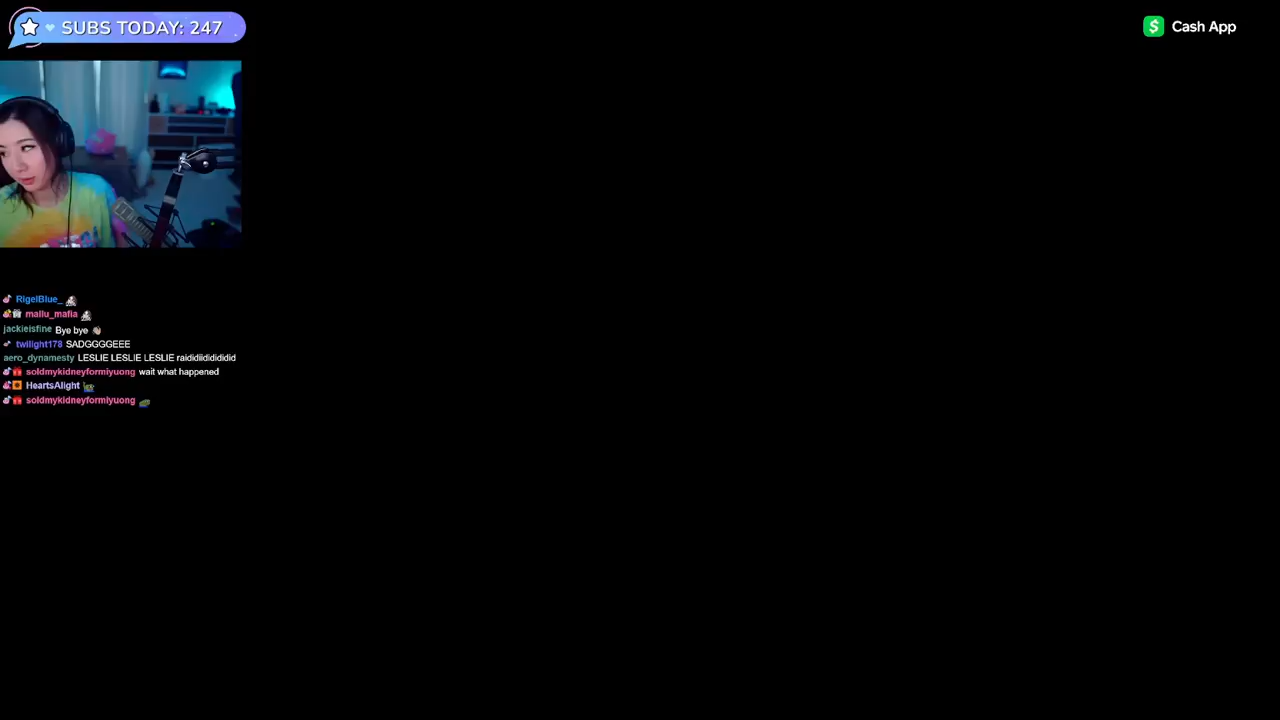 SUBS TODAY: 247
Cash App
RigelBlue_
mallu_mafia
jackieisfine Bye bye
twilight178 SADGGGGEEE
aero_dynamesty LESLIE LESLIE LESLIE raididiidididid
soldmykidneyformiyuong wait what happened
HeartsAlight
soldmykidneyformiyuong